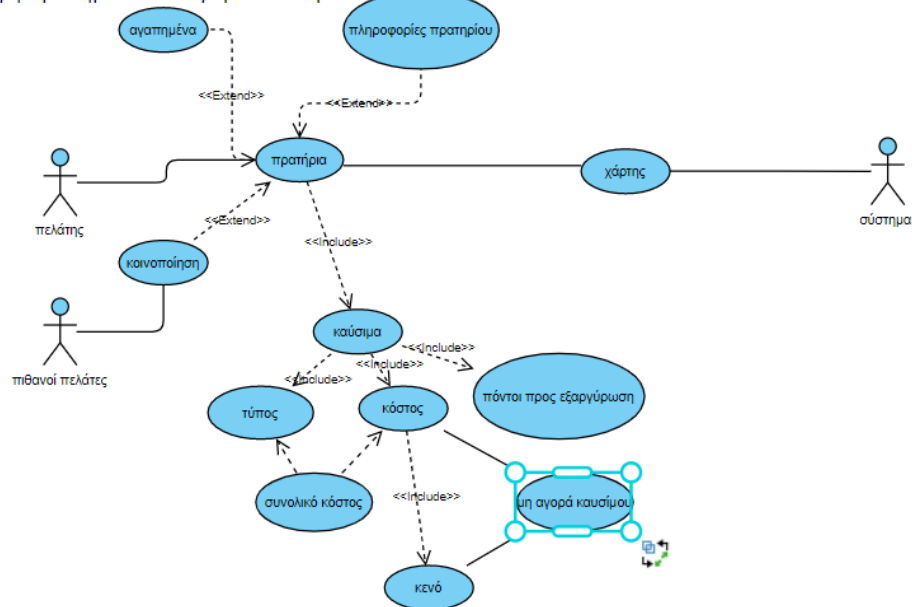 αγαπημένα
πληροφορίες πρατηρίου
<<Extend>>
<<Extend>>
πρατήρια
χάρτης
πελάτης
σύστημα
<<Extend>>
<<Include>>
κοινοποίηση
πιθανοί πελάτες
καύσιμα
<<Include>>
<<Include>>
<<Include>>
τύπος
κόστος
πόντοι προς εξαργύρωση
συνολικό κόστος
<<Include>>
μη αγορά καυσίμου
κενό